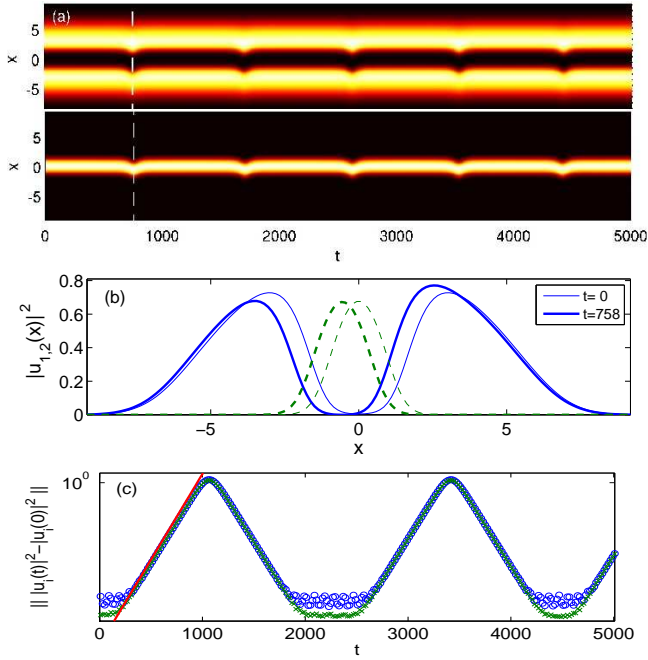 (a)
x
5
0
-5
x
5
0
-5
0 1000 2000 3000 4000 5000
t
(b)
|u1,2(x)|²
0.8
0.6
0.4
0.2
0
t= 0
t=758
−5 0 5
x
(c)
|| |ui(t)|²−|ui(0)|² ||
10⁰
0 1000 2000 3000 4000 5000
t